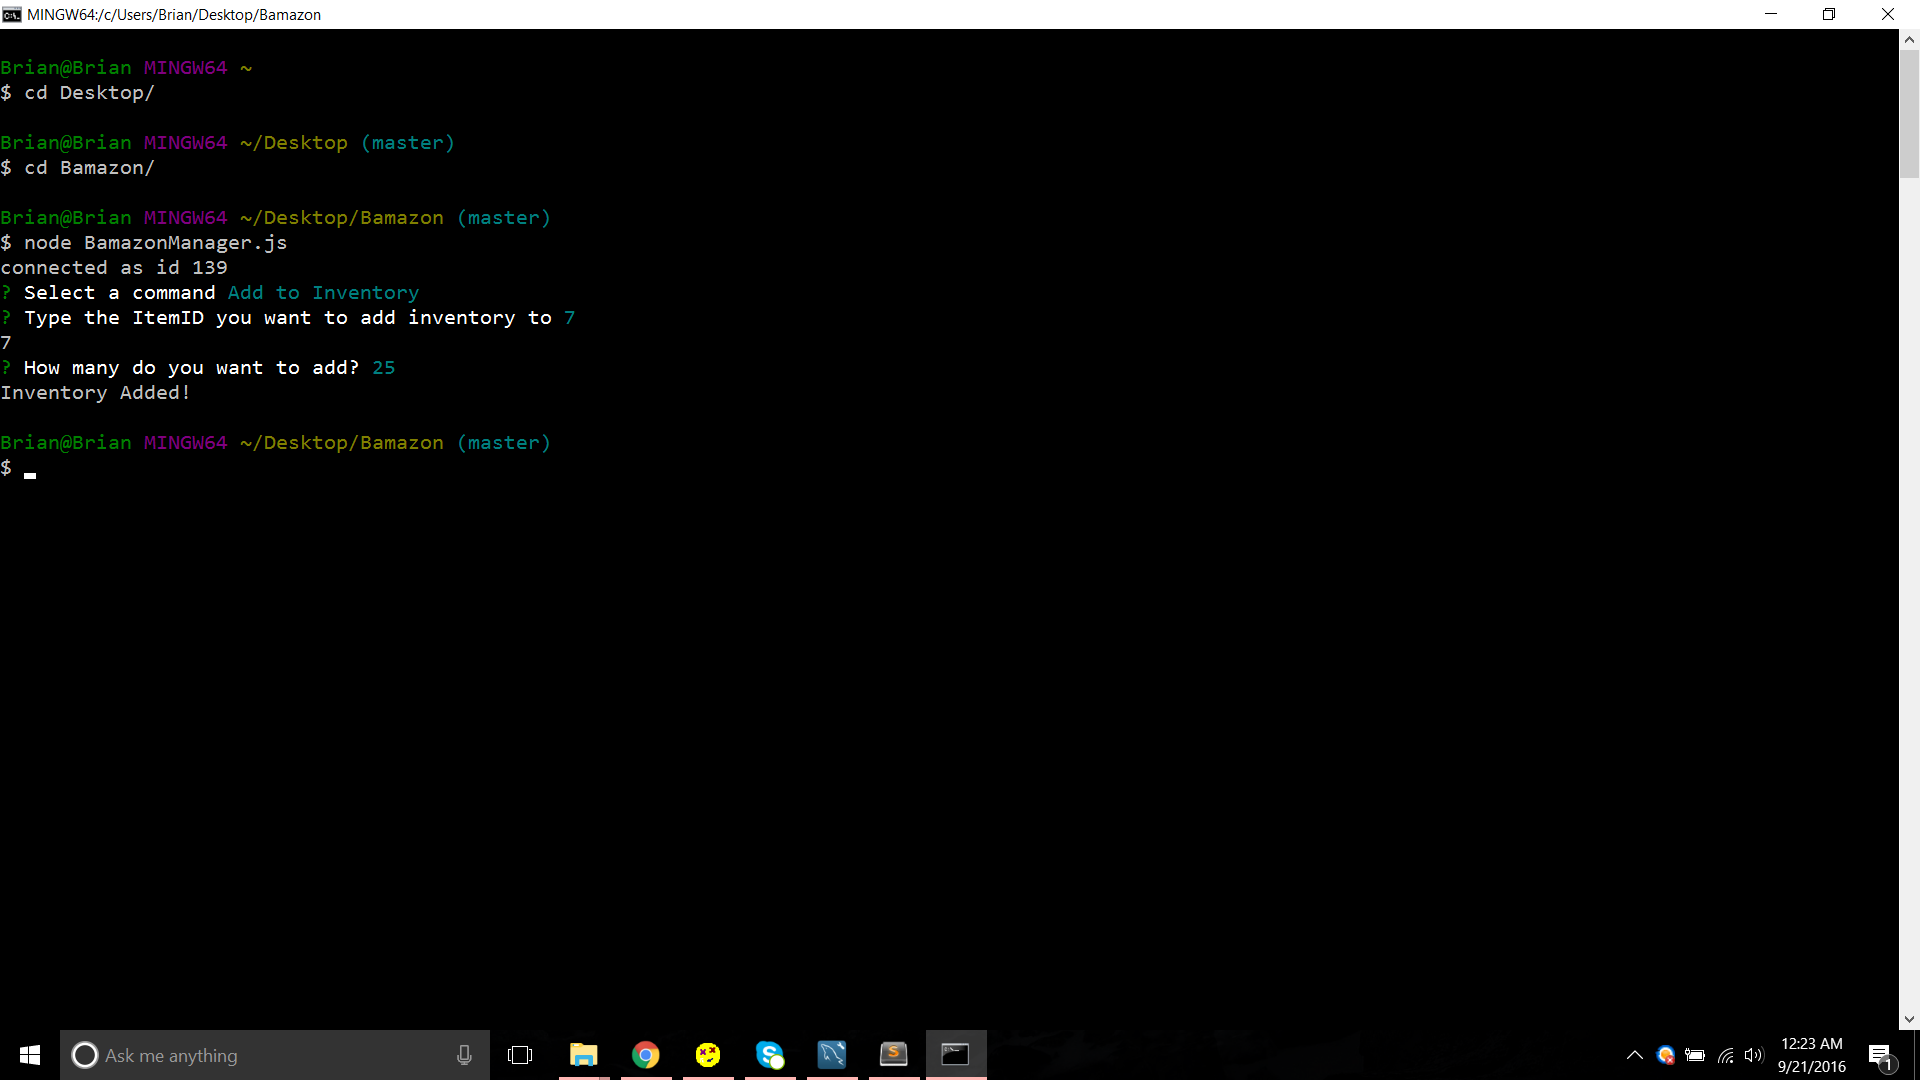 MINGW64:/c/Users/Brian/Desktop/Bamazon
Brian@Brian MINGW64 ~
$ cd Desktop/
Brian@Brian MINGW64 ~/Desktop (master)
$ cd Bamazon/
Brian@Brian MINGW64 ~/Desktop/Bamazon (master)
$ node BamazonManager.js
connected as id 139
? Select a command Add to Inventory
? Type the ItemID you want to add inventory to 7
7
? How many do you want to add? 25
Inventory Added!
Brian@Brian MINGW64 ~/Desktop/Bamazon (master)
$
Ask me anything
12:23 AM
9/21/2016
1